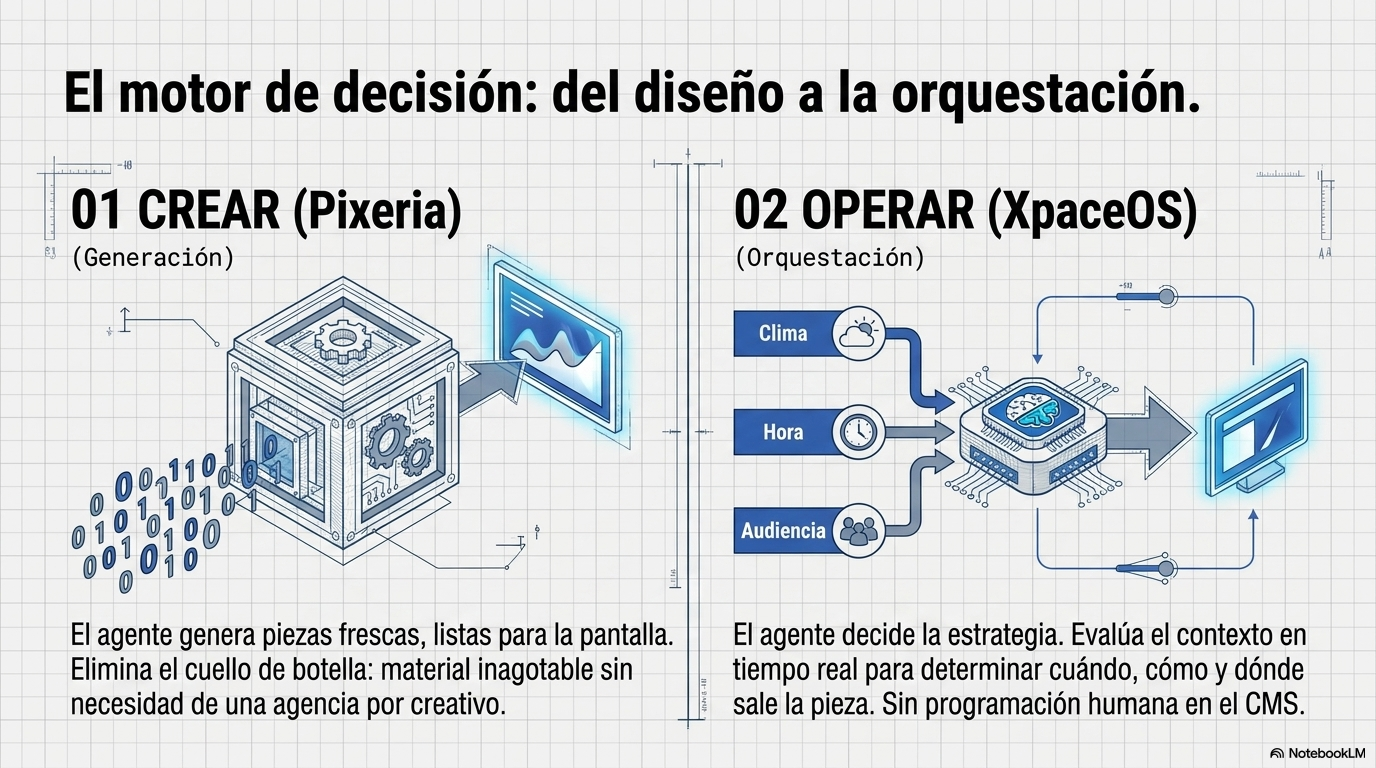 El motor de decisión: del diseño a la orquestación.
01 CREAR (Pixeria)
(Generación)
El agente genera piezas frescas, listas para la pantalla.
Elimina el cuello de botella: material inagotable sin
necesidad de una agencia por creativo.
02 OPERAR (XpaceOS)
(Orquestación)
Clima
Hora
Audiencia
El agente decide la estrategia. Evalúa el contexto en
tiempo real para determinar cuándo, cómo y dónde
sale la pieza. Sin programación humana en el CMS.
NotebookLM